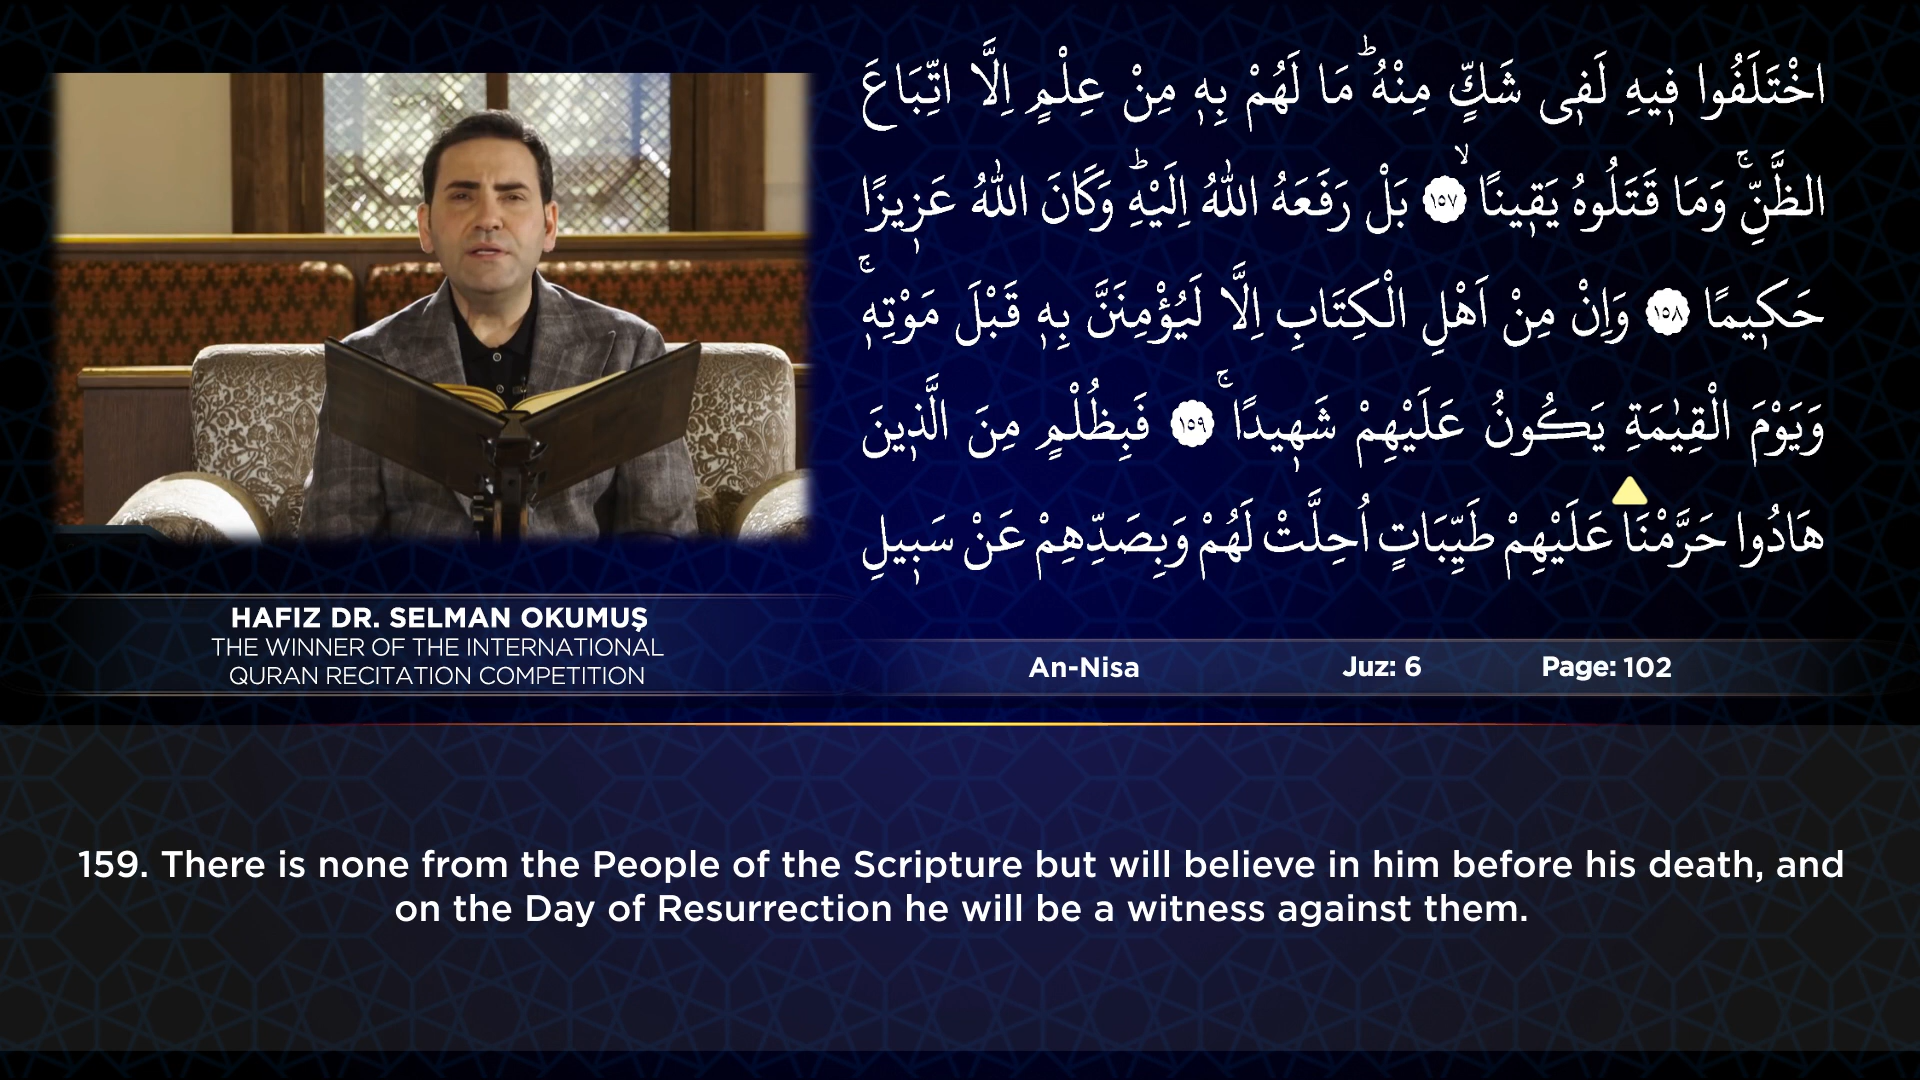 اخْتَلَفُوا فٖيهِ لَفٖى شَكٍّ مِنْهُؕ مَا لَهُمْ بِهٖ مِنْ عِلْمٍ اِلَّا اتِّبَاعَ
الظَّنِّۚ وَمَا قَتَلُوهُ يَقٖينًاۙ ١٥٧ بَلْ رَفَعَهُ اللّٰهُ اِلَيْهِؕ وَكَانَ اللّٰهُ عَزٖيزًا
حَكٖيمًا ١٥٨ وَاِنْ مِنْ اَهْلِ الْكِتَابِ اِلَّا لَيُؤْمِنَنَّ بِهٖ قَبْلَ مَوْتِهٖۚ
وَيَوْمَ الْقِيٰمَةِ يَكُونُ عَلَيْهِمْ شَهٖيدًاۚ ١٥٩ فَبِظُلْمٍ مِنَ الَّذٖينَ
هَادُوا حَرَّمْنَا عَلَيْهِمْ طَيِّبَاتٍ اُحِلَّتْ لَهُمْ وَبِصَدِّهِمْ عَنْ سَبٖيلِ
HAFIZ DR. SELMAN OKUMUŞ
THE WINNER OF THE INTERNATIONAL
QURAN RECITATION COMPETITION
An-Nisa Juz: 6 Page: 102
159. There is none from the People of the Scripture but will believe in him before his death, and
on the Day of Resurrection he will be a witness against them.